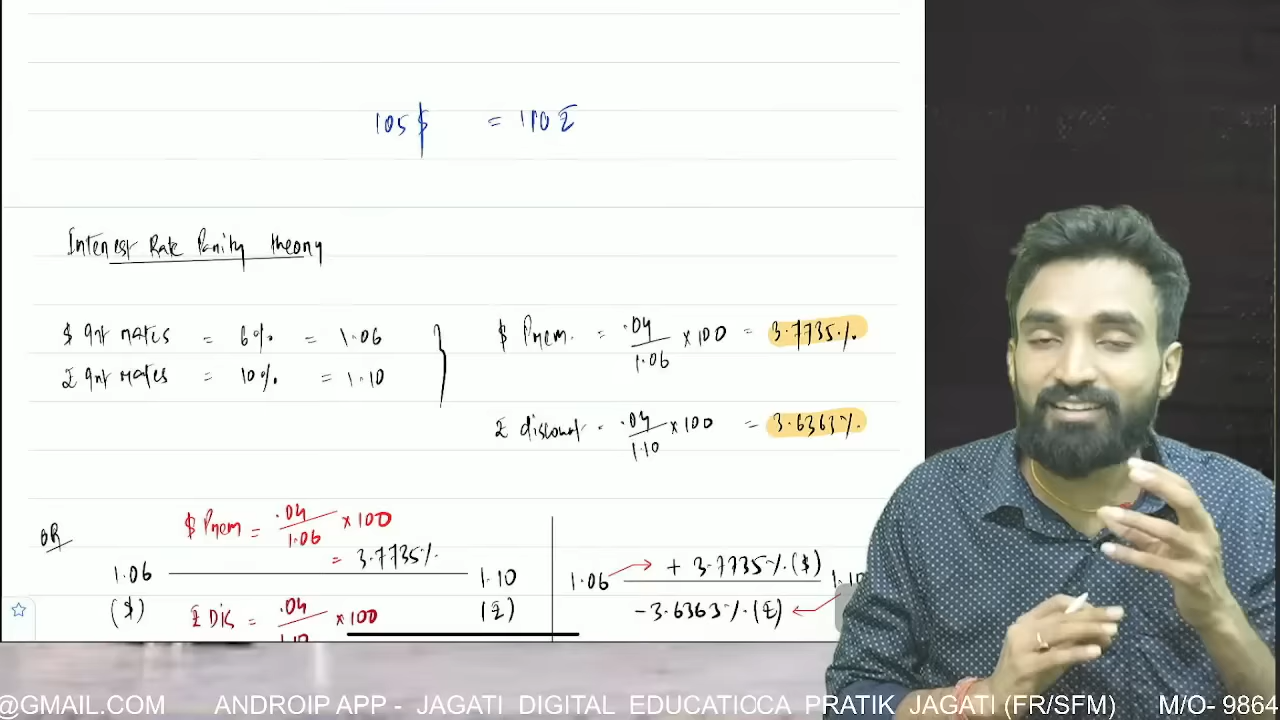 105 $ = 110 ₹
Interest Rate Parity theory
$ Int rates = 6% = 1.06
₹ Int rates = 10% = 1.10
$ Prem. = .04/1.06 × 100 = 3.7735%
₹ discount = .04/1.10 × 100 = 3.6363%
OR
$ Prem = .04/1.06 × 100
= 3.7735%
1.06 1.10
($) (₹)
₹ Dis = .04/1.10 × 100
1.06 + 3.7735% ($)
- 3.6363% (₹)
@GMAIL.COM ANDROIP APP - JAGATI DIGITAL EDUCATIOCA PRATIK JAGATI (FR/SFM) M/O- 9864